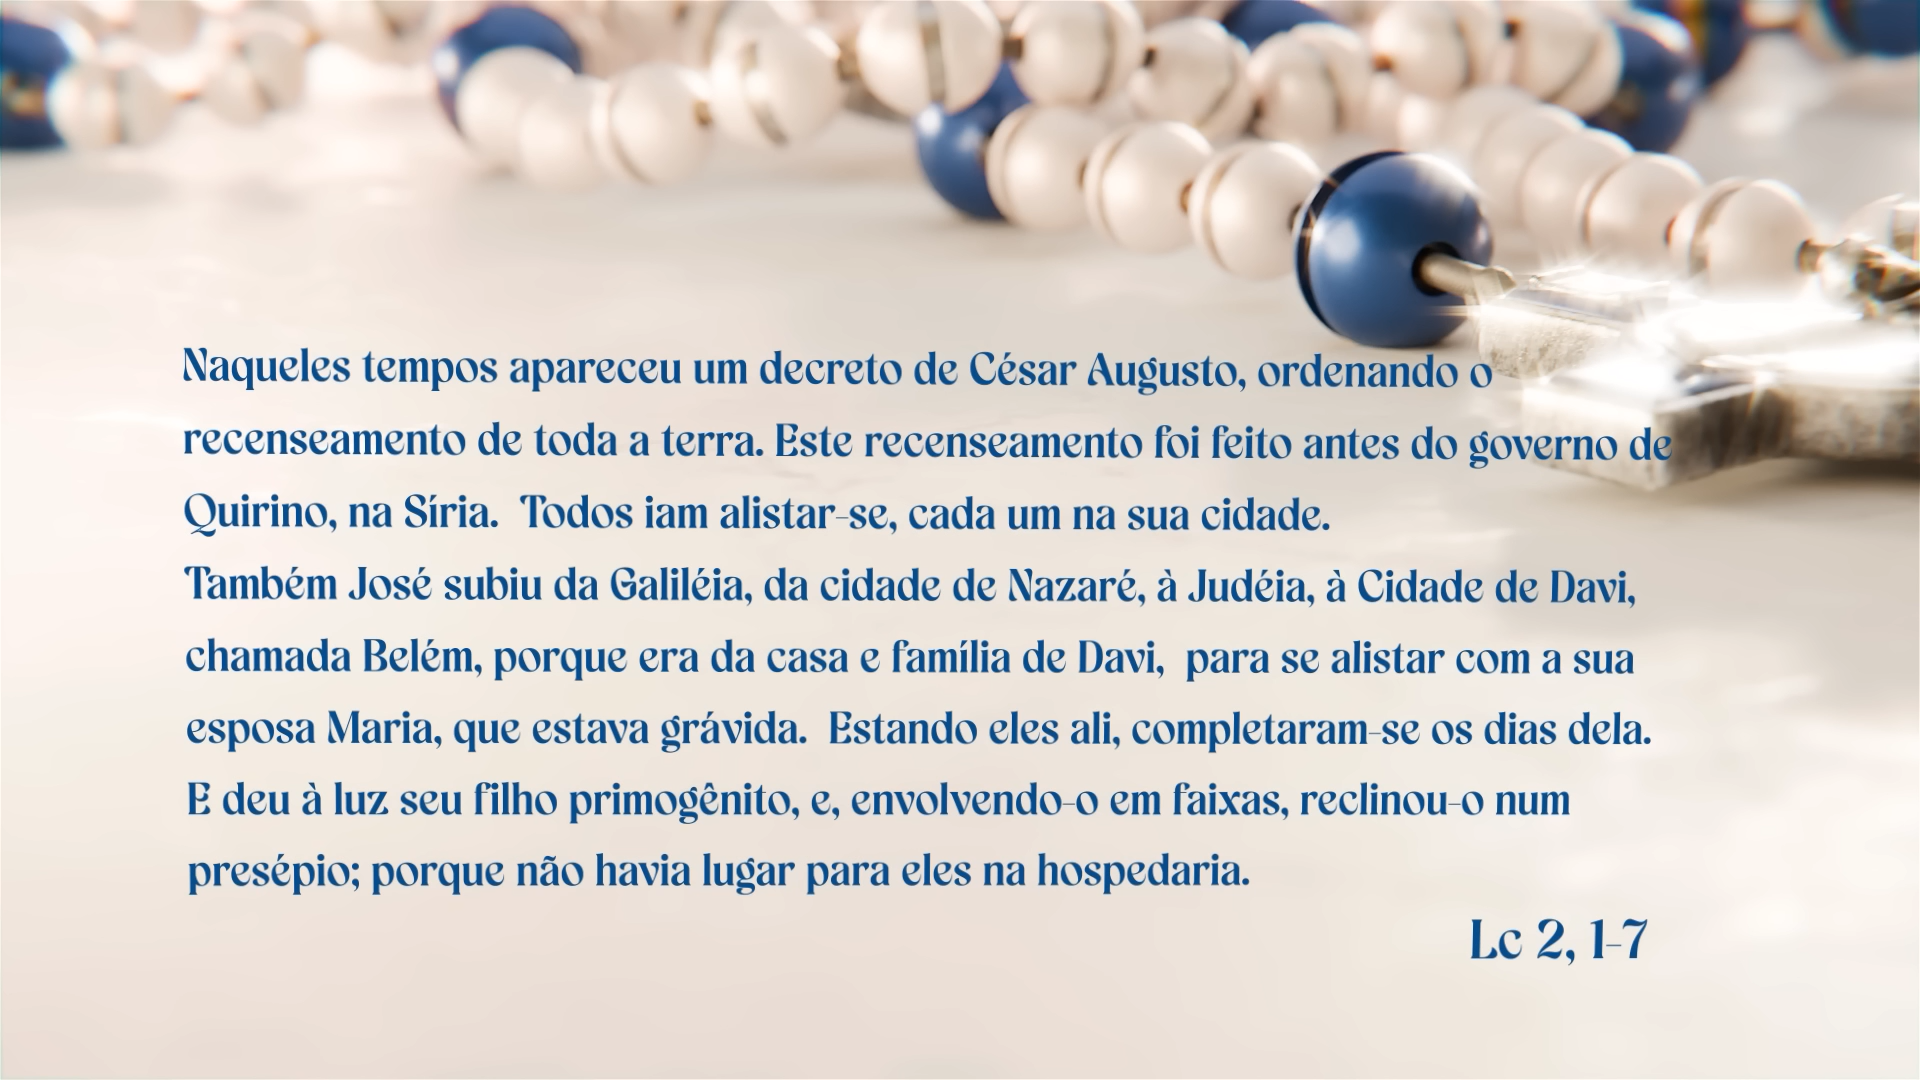 Naqueles tempos apareceu um decreto de César Augusto, ordenando o
recenseamento de toda a terra. Este recenseamento foi feito antes do governo de
Quirino, na Síria.  Todos iam alistar-se, cada um na sua cidade.
Também José subiu da Galiléia, da cidade de Nazaré, à Judéia, à Cidade de Davi,
chamada Belém, porque era da casa e família de Davi,  para se alistar com a sua
esposa Maria, que estava grávida.  Estando eles ali, completaram-se os dias dela.
E deu à luz seu filho primogênito, e, envolvendo-o em faixas, reclinou-o num
presépio; porque não havia lugar para eles na hospedaria.
Lc 2, 1-7